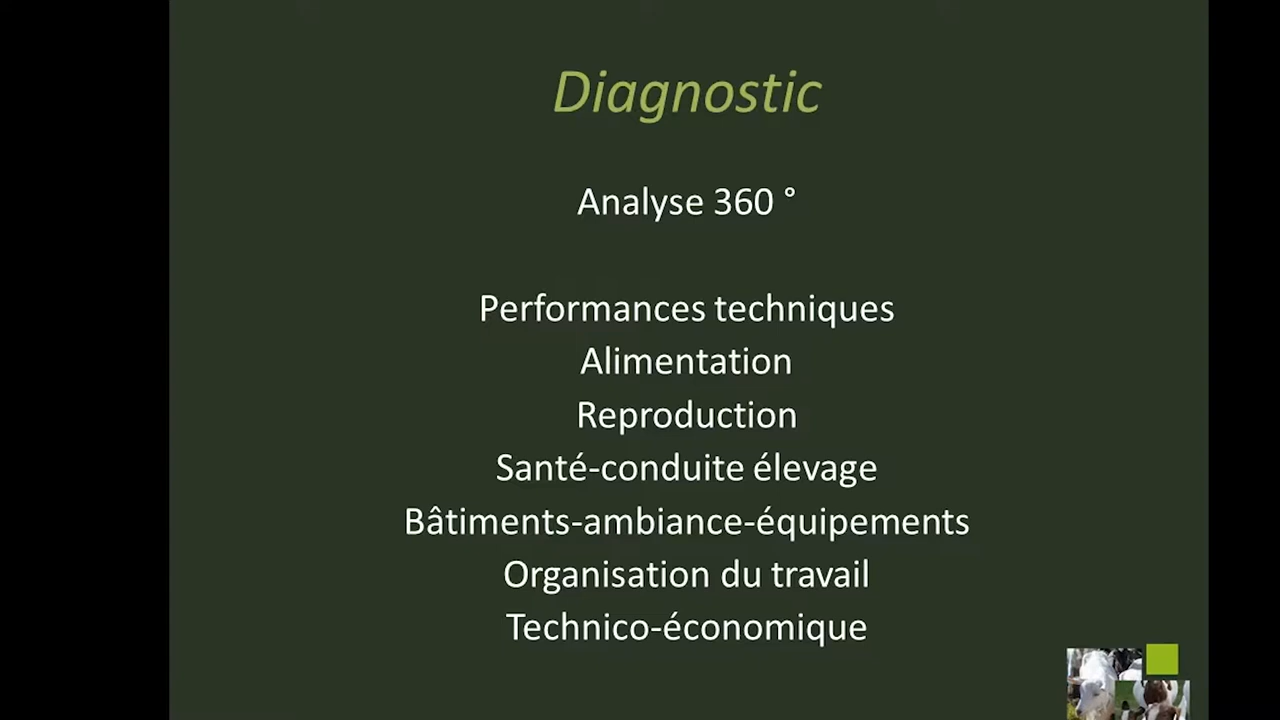 Diagnostic
Analyse 360 °
Performances techniques
Alimentation
Reproduction
Santé-conduite élevage
Bâtiments-ambiance-équipements
Organisation du travail
Technico-économique